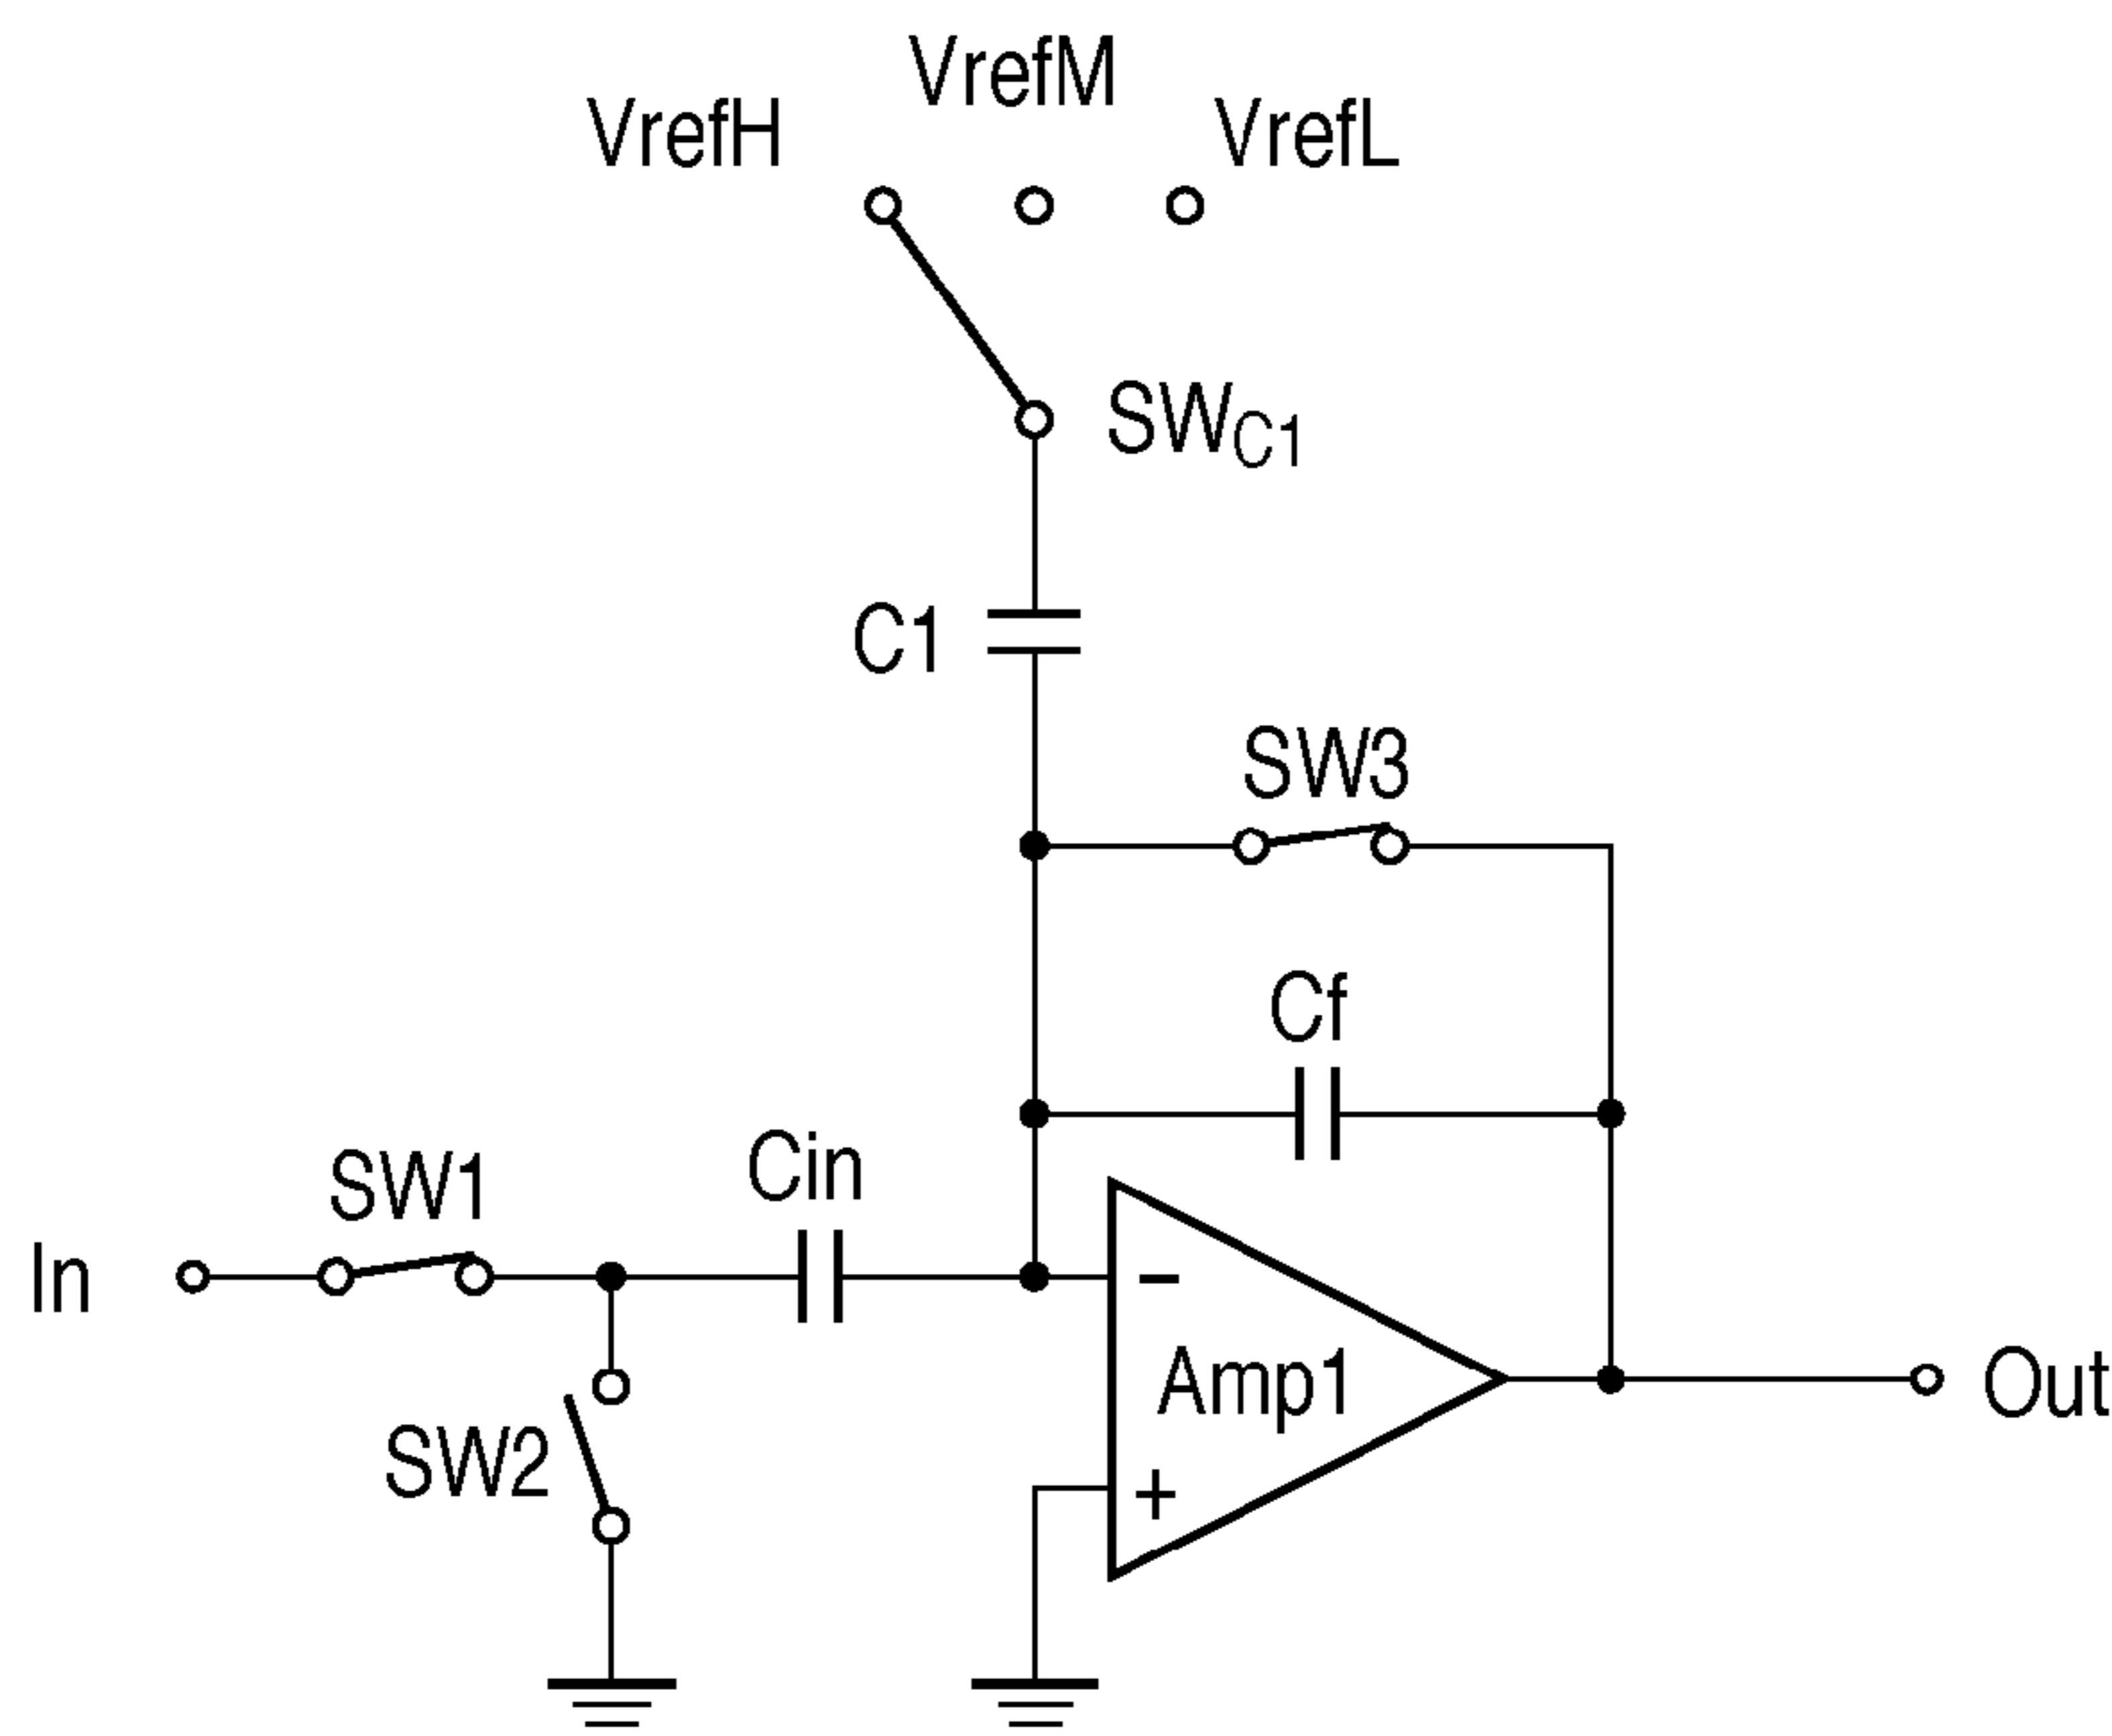 VrefM
VrefH
VrefL
SWC1
C1
SW3
Cf
Cin
SW1
In
-
Amp1
Out
SW2
+